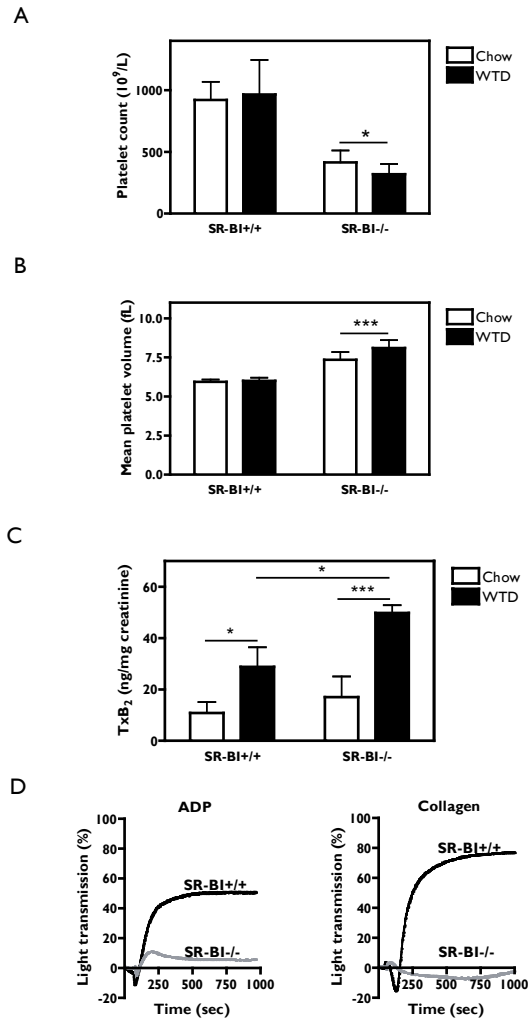 A
Platelet count (10⁹/L)
1000
500
0
*
SR-BI+/+
SR-BI-/-
Chow
WTD
B
Mean platelet volume (fL)
10.0
7.5
5.0
2.5
0.0
***
SR-BI+/+
SR-BI-/-
Chow
WTD
C
TxB₂ (ng/mg creatinine)
60
40
20
0
*
*
***
SR-BI+/+
SR-BI-/-
Chow
WTD
D
ADP
Light transmission (%)
100
80
60
40
20
0
-20
SR-BI+/+
SR-BI-/-
250 500 750 1000
Time (sec)
Collagen
Light transmission (%)
100
80
60
40
20
0
-20
SR-BI+/+
SR-BI-/-
250 500 750 1000
Time (sec)